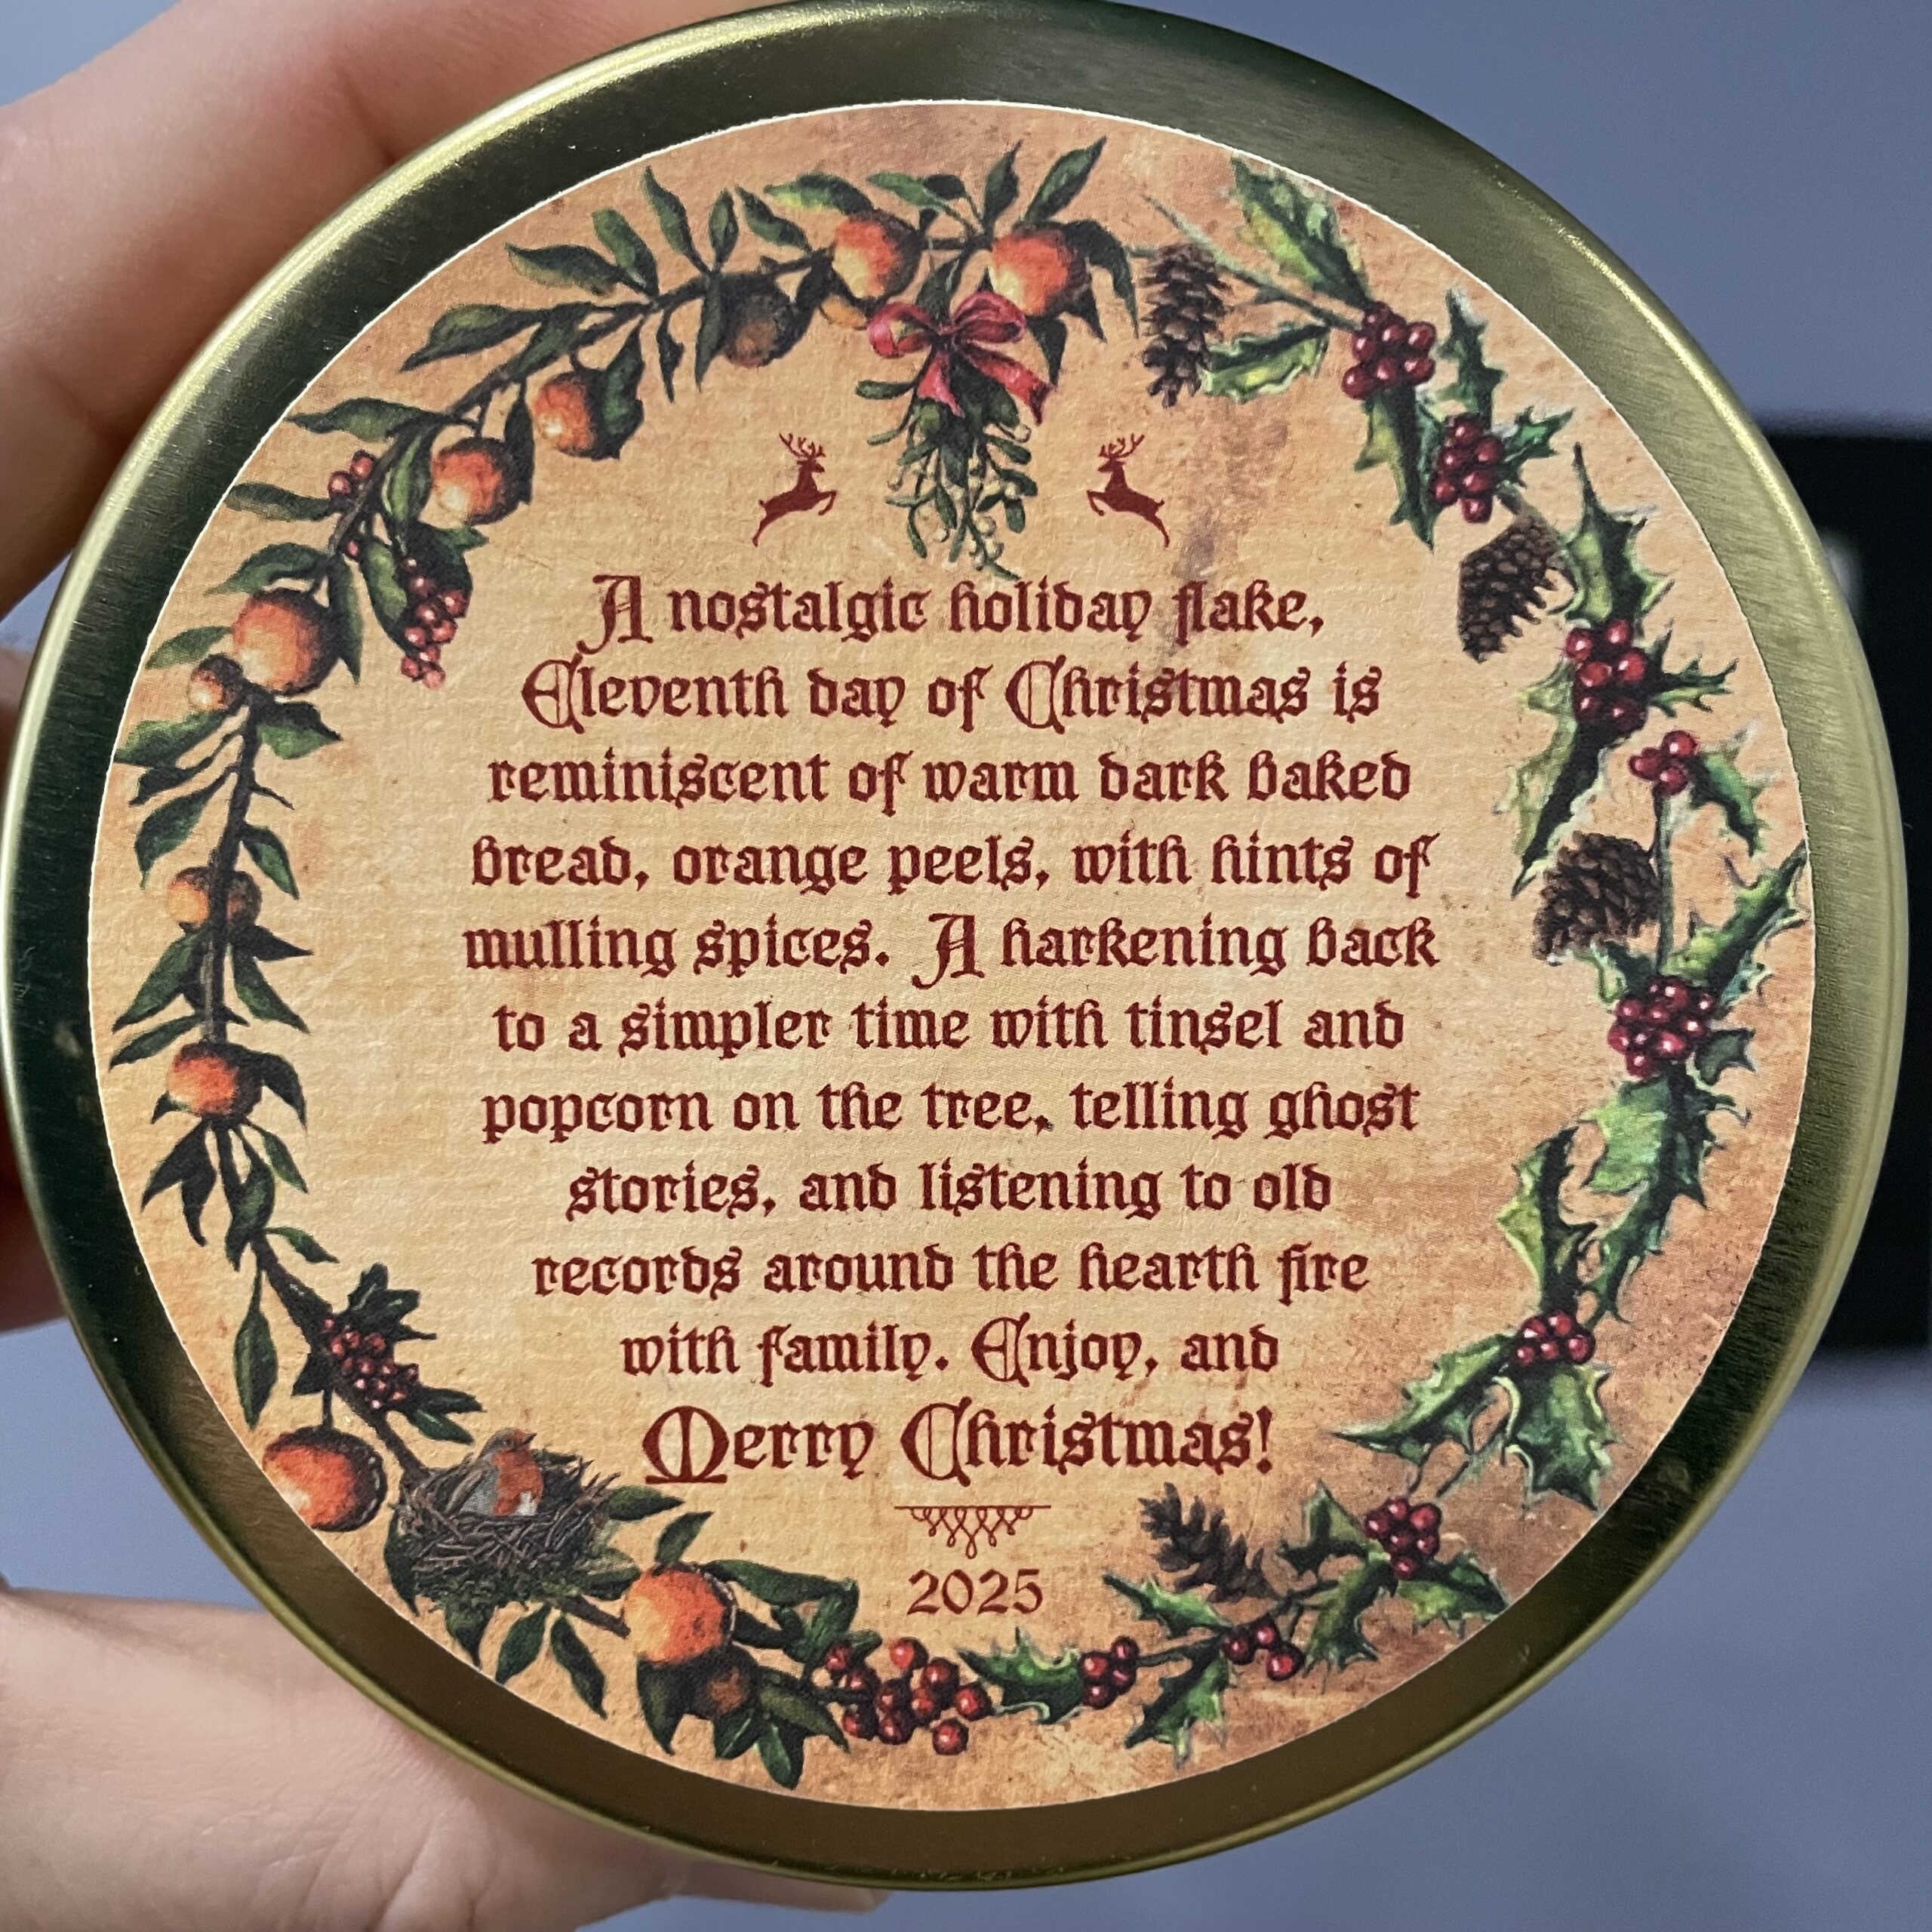 A nostalgic holiday flake,
Eleventh day of Christmas is
reminiscent of warm dark baked
bread, orange peels, with hints of
mulling spices. A harkening back
to a simpler time with tinsel and
popcorn on the tree, telling ghost
stories, and listening to old
records around the hearth fire
with family. Enjoy, and
Merry Christmas!
2025